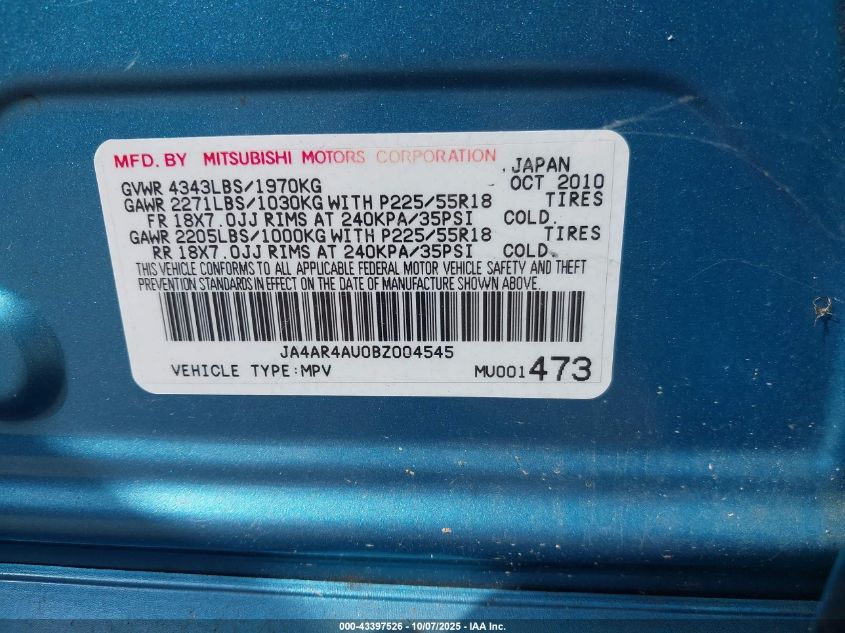 MFD. BY MITSUBISHI MOTORS CORPORATION , JAPAN
GVWR 4343LBS/1970KG OCT 2010
GAWR 2271LBS/1030KG WITH P225/55R18 TIRES
FR 18X7.0JJ RIMS AT 240KPA/35PSI COLD.
GAWR 2205LBS/1000KG WITH P225/55R18 TIRES
RR 18X7.0JJ RIMS AT 240KPA/35PSI COLD.
THIS VEHICLE CONFORMS TO ALL APPLICABLE FEDERAL MOTOR VEHICLE SAFETY AND THEFT
PREVENTION STANDARDS IN EFFECT ON THE DATE OF MANUFACTURE SHOWN ABOVE.
JA4AR4AU0BZ004545
VEHICLE TYPE:MPV MU001473
000-43397526 - 10/07/2025 - IAA Inc.